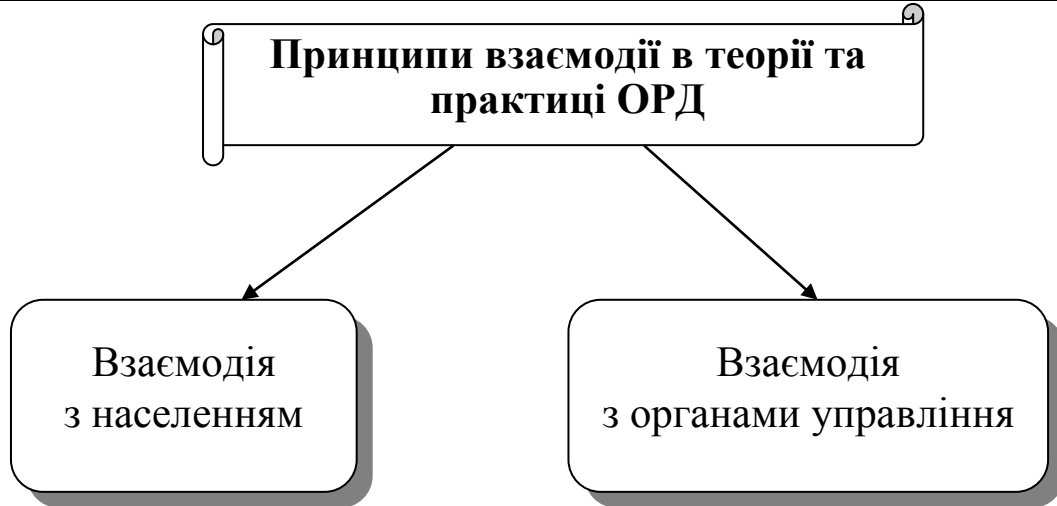 Принципи взаємодії в теорії та
практиці ОРД
Взаємодія
з населенням
Взаємодія
з органами управління